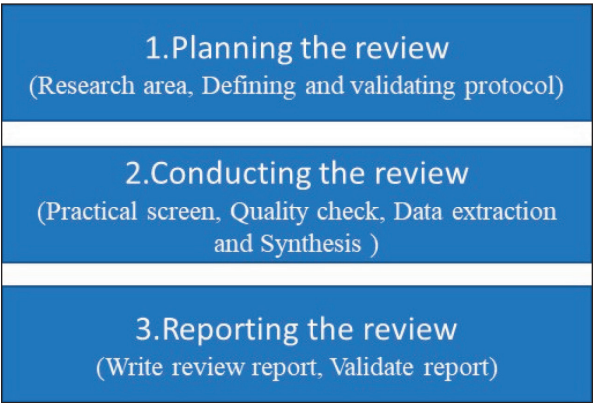 1.Planning the review
(Research area, Defining and validating protocol)
2.Conducting the review
(Practical screen, Quality check, Data extraction
and Synthesis )
3.Reporting the review
(Write review report, Validate report)